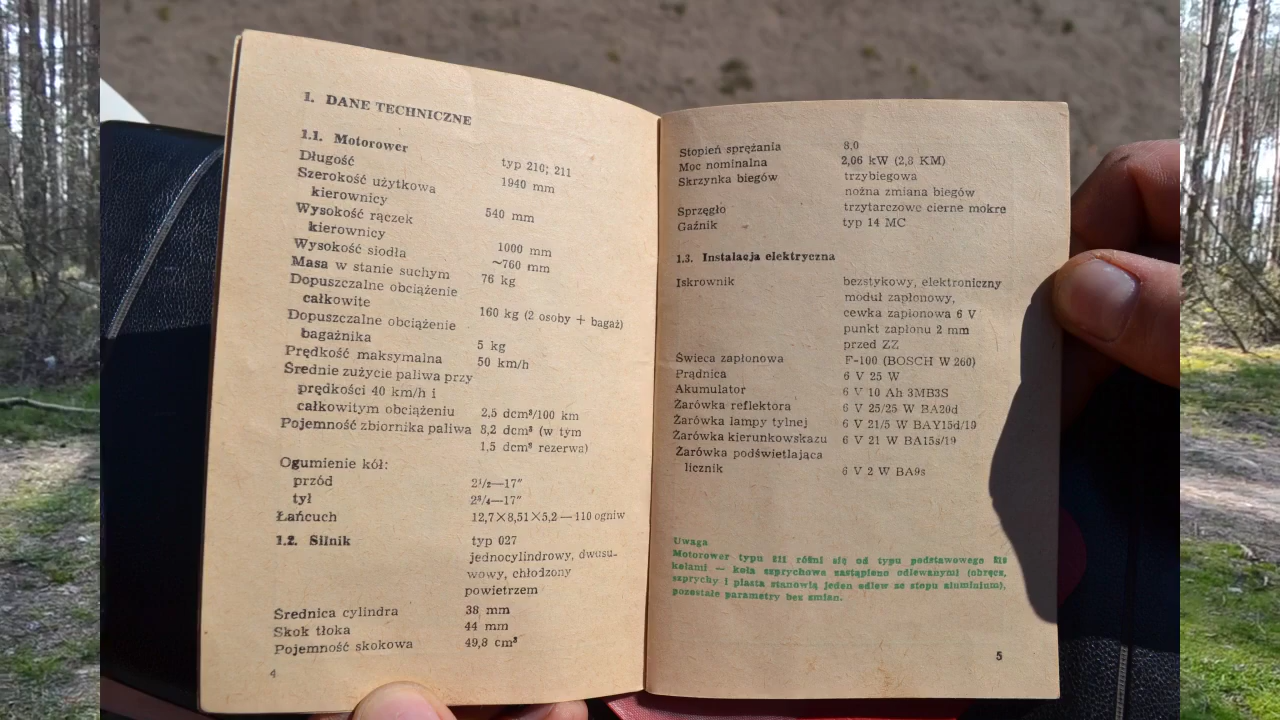 1. DANE TECHNICZNE
1.1. Motorower typ 210; 211
Długość 1940 mm
Szerokość użytkowa
kierownicy 540 mm
Wysokość rączek
kierownicy 1000 mm
Wysokość siodła ~760 mm
Masa w stanie suchym 76 kg
Dopuszczalne obciążenie
całkowite 160 kg (2 osoby + bagaż)
Dopuszczalne obciążenie
bagażnika 5 kg
Prędkość maksymalna 50 km/h
Średnie zużycie paliwa przy
prędkości 40 km/h i
całkowitym obciążeniu 2,5 dcm³/100 km
Pojemność zbiornika paliwa 8,2 dcm³ (w tym
1,5 dcm³ rezerwa)
Ogumienie kół:
przód 2¹/₂—17"
tył 2³/₄—17"
Łańcuch 12,7×8,51×5,2 — 110 ogniw
1.2. Silnik typ 027
jednocylindrowy, dwusu-
wowy, chłodzony
powietrzem
Średnica cylindra 38 mm
Skok tłoka 44 mm
Pojemność skokowa 49,8 cm³
4
Stopień sprężania 8,0
Moc nominalna 2,06 kW (2,8 KM)
Skrzynka biegów trzybiegowa
nożna zmiana biegów
Sprzęgło trzytarczowe cierne mokre
Gaźnik typ 14 MC
1.3. Instalacja elektryczna
Iskrownik bezstykowy, elektroniczny
moduł zapłonowy,
cewka zapłonowa 6 V
punkt zapłonu 2 mm
przed ZZ
Świeca zapłonowa F-100 (BOSCH W 260)
Prądnica 6 V 25 W
Akumulator 6 V 10 Ah 3MB3S
Żarówka reflektora 6 V 25/25 W BA20d
Żarówka lampy tylnej 6 V 21/5 W BAY15d/19
Żarówka kierunkowskazu 6 V 21 W BA15s/19
Żarówka podświetlająca
licznik 6 V 2 W BA9s
Uwaga
Motorower typu 211 różni się od typu podstawowego 210
kołami — koła szprychowe zastąpiono odlewanymi (obręcz,
szprychy i piasta stanowią jeden odlew ze stopu aluminium),
pozostałe parametry bez zmian.
5